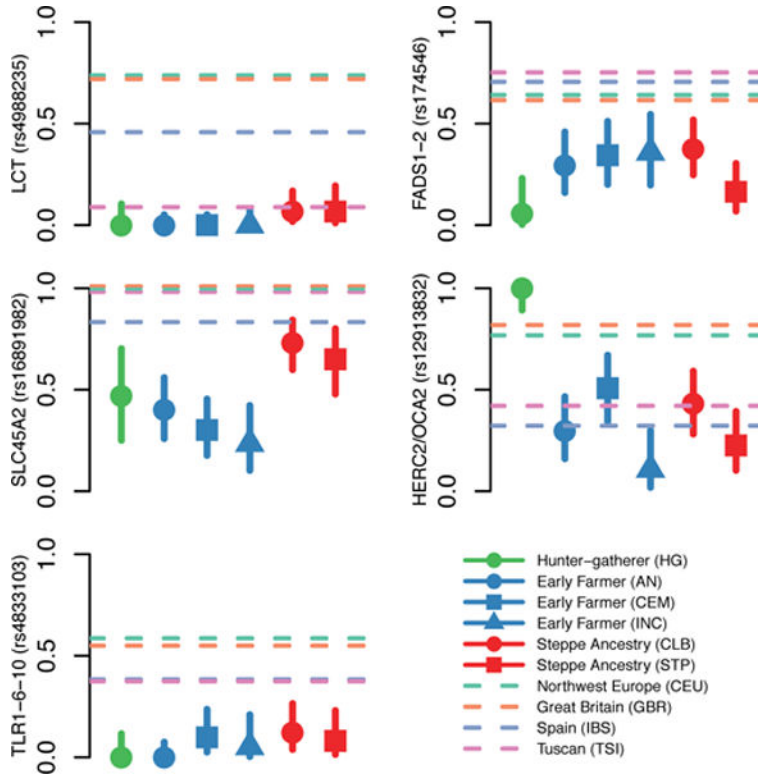 LCT (rs4988235)
0.0 0.5 1.0
FADS1−2 (rs174546)
0.0 0.5 1.0
SLC45A2 (rs16891982)
0.0 0.5 1.0
HERC2/OCA2 (rs12913832)
0.0 0.5 1.0
TLR1−6−10 (rs4833103)
0.0 0.5 1.0
Hunter−gatherer (HG)
Early Farmer (AN)
Early Farmer (CEM)
Early Farmer (INC)
Steppe Ancestry (CLB)
Steppe Ancestry (STP)
Northwest Europe (CEU)
Great Britain (GBR)
Spain (IBS)
Tuscan (TSI)